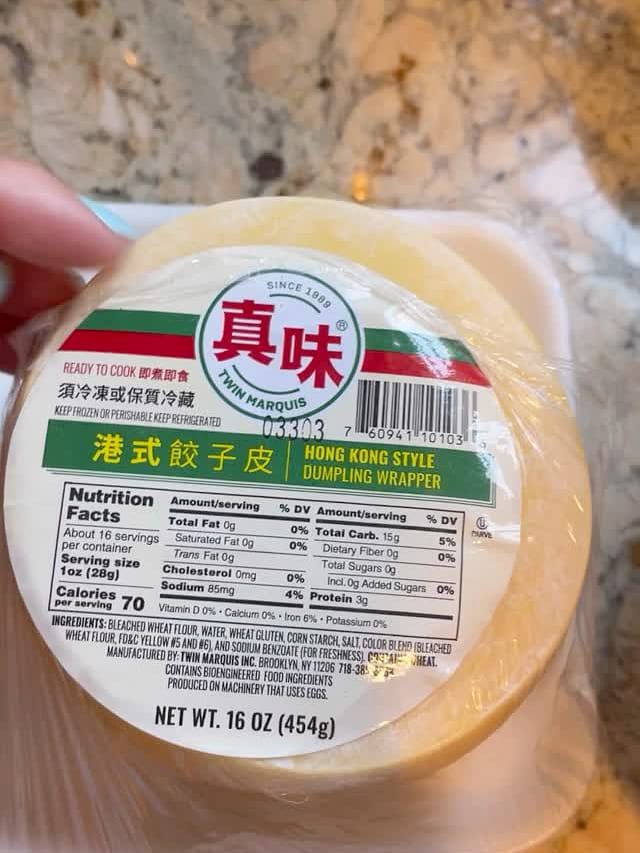 SINCE 1989
真味®
TWIN MARQUIS
READY TO COOK 即煮即食
須冷凍或保質冷藏
KEEP FROZEN OR PERISHABLE KEEP REFRIGERATED
03303
7 60941 10103
港式餃子皮
HONG KONG STYLE
DUMPLING WRAPPER
Nutrition
Facts
About 16 servings
per container
Serving size
1oz (28g)
Calories
per serving 70
Amount/serving % DV
Total Fat 0g 0%
Saturated Fat 0g 0%
Trans Fat 0g
Cholesterol 0mg 0%
Sodium 85mg 4%
Amount/serving % DV
Total Carb. 15g 5%
Dietary Fiber 0g 0%
Total Sugars 0g
Incl. 0g Added Sugars 0%
Protein 3g
Vitamin D 0% • Calcium 0% • Iron 6% • Potassium 0%
INGREDIENTS: BLEACHED WHEAT FLOUR, WATER, WHEAT GLUTEN, CORN STARCH, SALT, COLOR BLEND (BLEACHED
WHEAT FLOUR, FD&C YELLOW #5 AND #6), AND SODIUM BENZOATE (FOR FRESHNESS). WHEAT.
MANUFACTURED BY: TWIN MARQUIS INC. BROOKLYN, NY 11206
CONTAINS BIOENGINEERED FOOD INGREDIENTS
PRODUCED ON MACHINERY THAT USES EGGS.
NET WT. 16 OZ (454g)